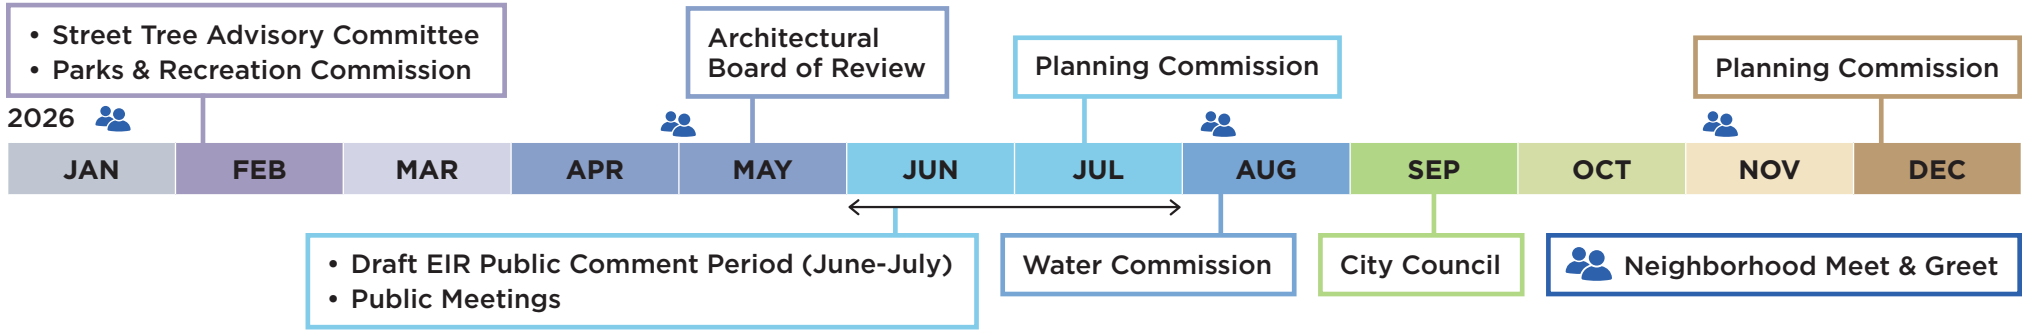 • Street Tree Advisory Committee
• Parks & Recreation Commission
Architectural
Board of Review
Planning Commission
Planning Commission
2026
JAN FEB MAR APR MAY JUN JUL AUG SEP OCT NOV DEC
• Draft EIR Public Comment Period (June-July)
• Public Meetings
Water Commission
City Council
Neighborhood Meet & Greet